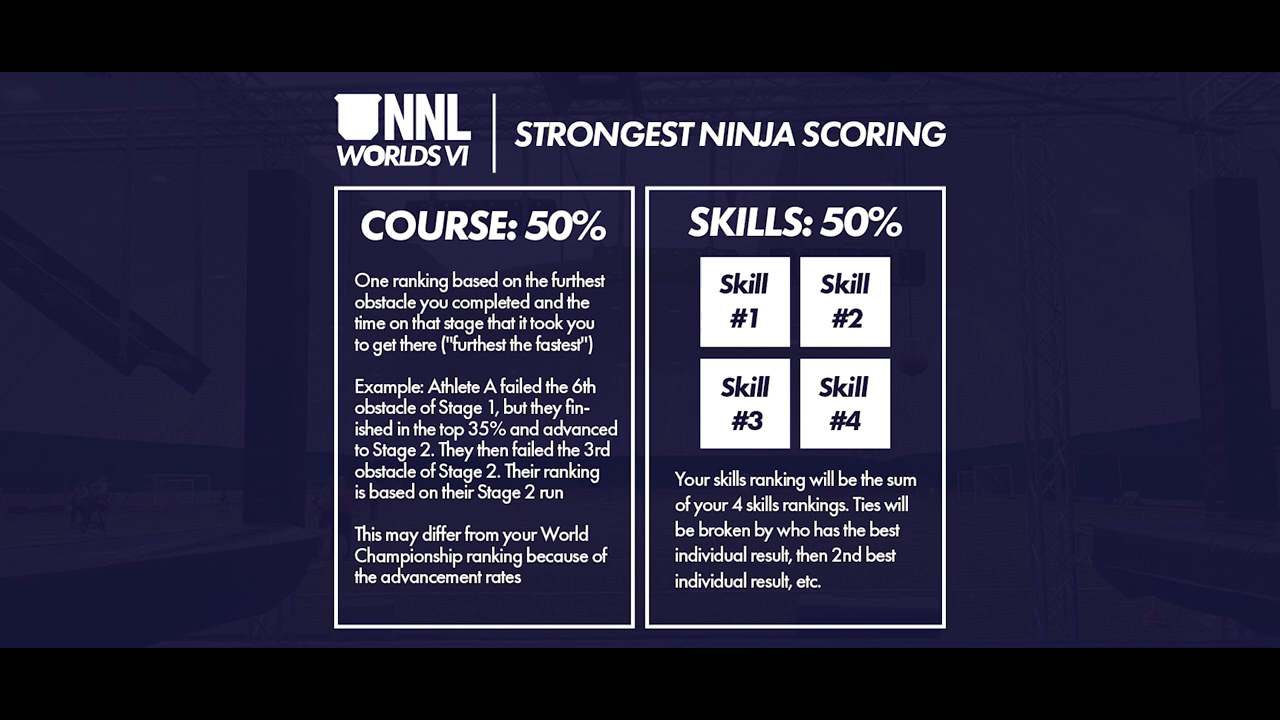 NNL
WORLDS VI
STRONGEST NINJA SCORING
COURSE: 50%
One ranking based on the furthest
obstacle you completed and the
time on that stage that it took you
to get there ("furthest the fastest")
Example: Athlete A failed the 6th
obstacle of Stage 1, but they fin-
ished in the top 35% and advanced
to Stage 2. They then failed the 3rd
obstacle of Stage 2. Their ranking
is based on their Stage 2 run
This may differ from your World
Championship ranking because of
the advancement rates
SKILLS: 50%
Skill
#1
Skill
#2
Skill
#3
Skill
#4
Your skills ranking will be the sum
of your 4 skills rankings. Ties will
be broken by who has the best
individual result, then 2nd best
individual result, etc.